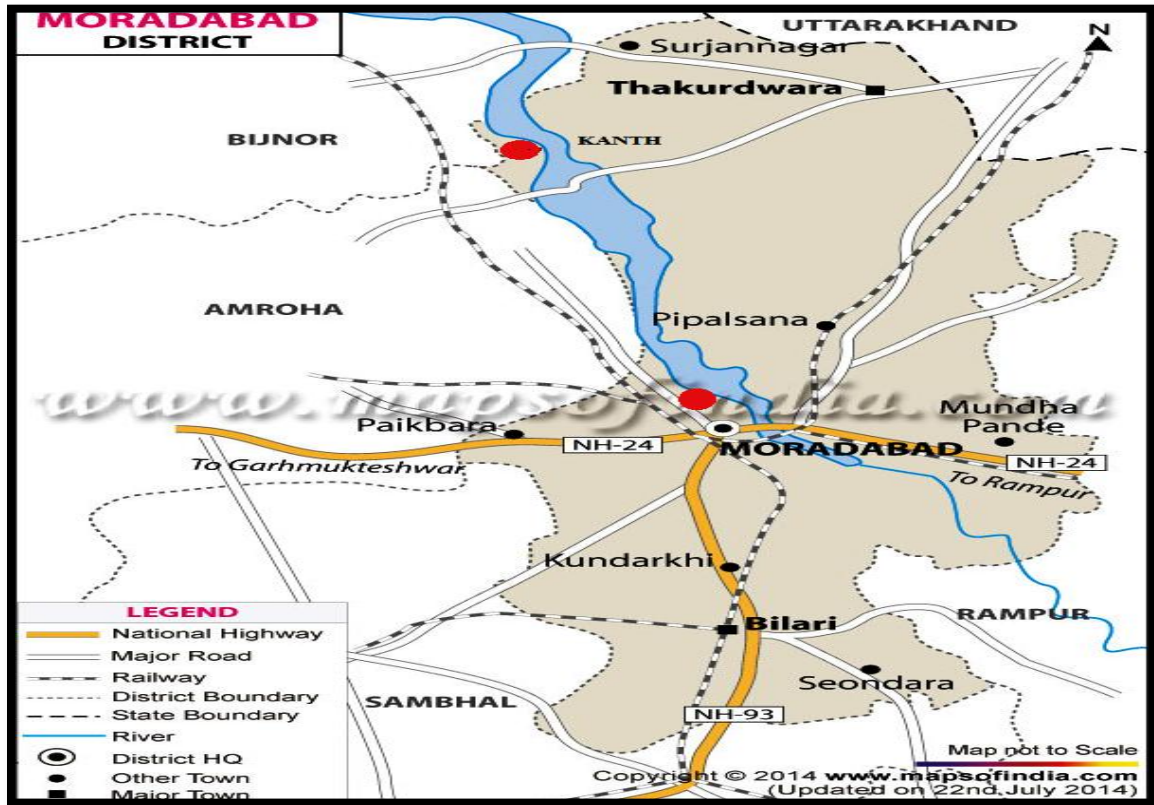 MORADABAD
DISTRICT
UTTARAKHAND
N
Surjannagar
Thakurdwara
BIJNOR
KANTH
AMROHA
Pipalsana
www.mapsofindia.com
Paikbara
Mundha
Pande
NH-24
MORADABAD
NH-24
To Garhmukteshwar
To Rampur
Kundarkhi
LEGEND
National Highway
Major Road
Railway
District Boundary
State Boundary
River
District HQ
Other Town
Major Town
Bilari
RAMPUR
SAMBHAL
Seondara
NH-93
Map not to Scale
Copyright © 2014 www.mapsofindia.com
(Updated on 22nd July 2014)